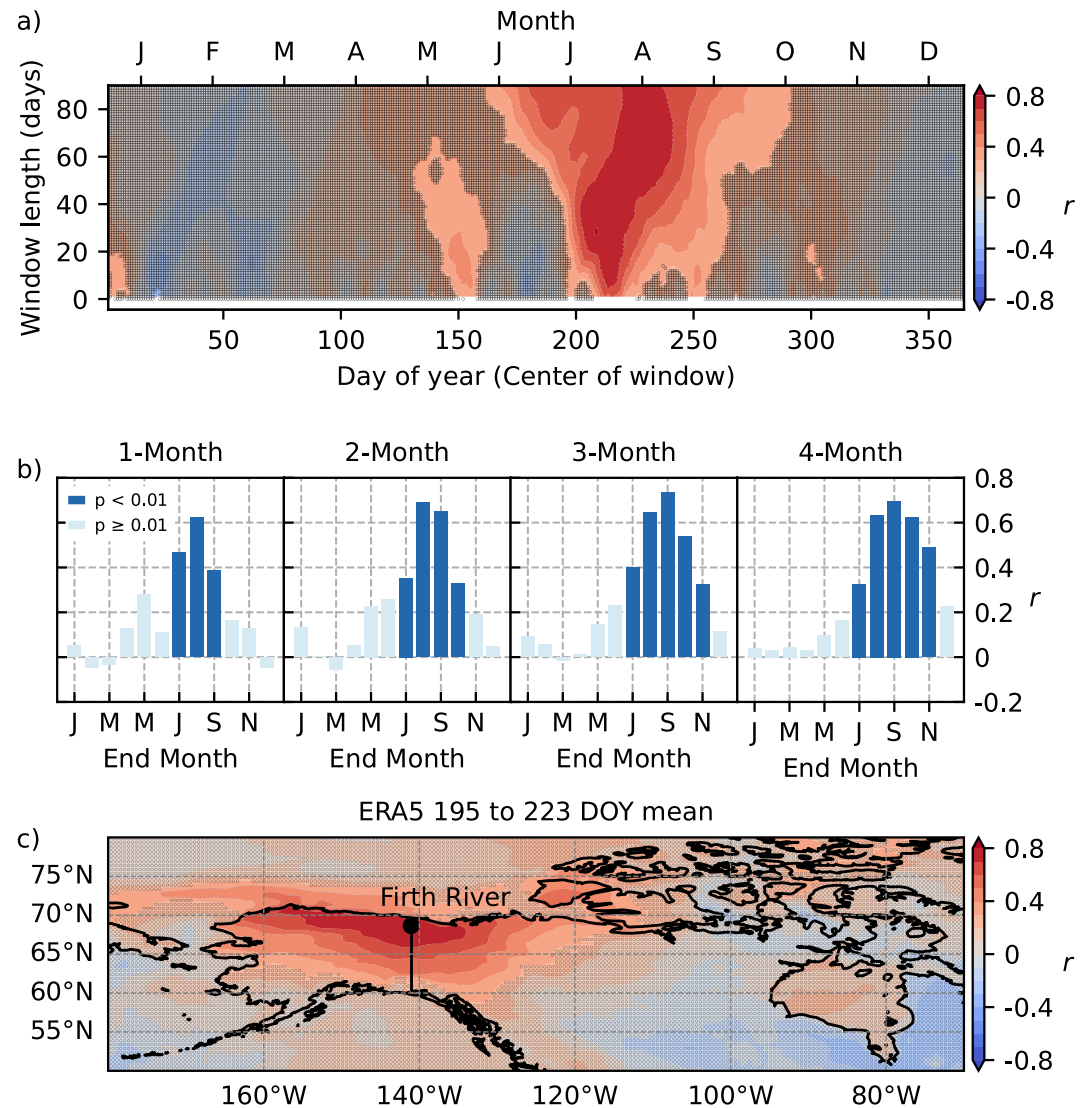 a)
Month
J F M A M J J A S O N D
Window length (days)
80
60
40
20
0
50 100 150 200 250 300 350
Day of year (Center of window)
0.8
0.4
0
-0.4
-0.8
r
b)
1-Month 2-Month 3-Month 4-Month
p < 0.01
p ≥ 0.01
0.8
0.6
0.4
0.2
0
-0.2
r
J M M J S N J M M J S N J M M J S N J M M J S N
End Month End Month End Month End Month
ERA5 195 to 223 DOY mean
c)
75°N
70°N
65°N
60°N
55°N
Firth River
160°W 140°W 120°W 100°W 80°W
0.8
0.4
0
-0.4
-0.8
r